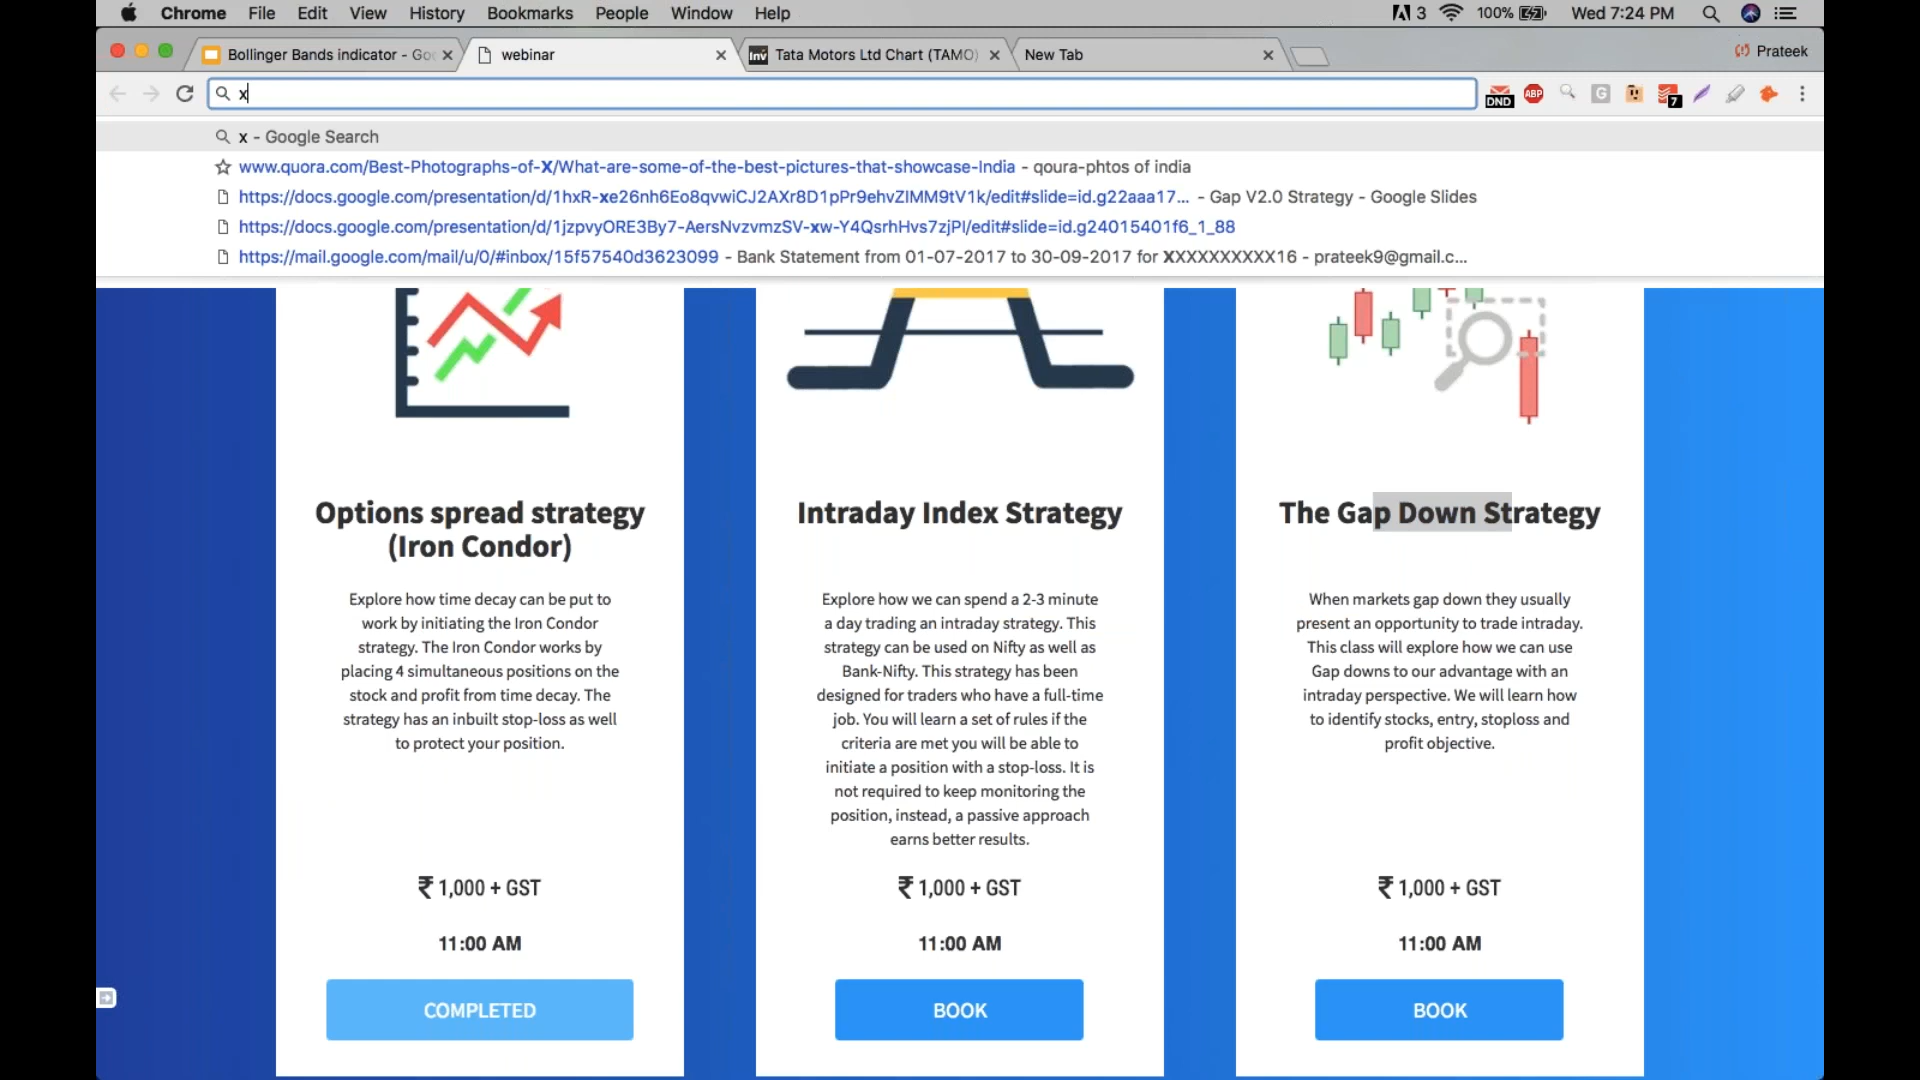 Chrome File Edit View History Bookmarks People Window Help 3 100% Wed 7:24 PM
Bollinger Bands indicator - Goo webinar Inv Tata Motors Ltd Chart (TAMO) New Tab Prateek
x DND ABP G 7
x - Google Search
www.quora.com/Best-Photographs-of-X/What-are-some-of-the-best-pictures-that-showcase-India - qoura-phtos of india
https://docs.google.com/presentation/d/1hxR-xe26nh6Eo8qvwiCJ2AXr8D1pPr9ehvZIMM9tV1k/edit#slide=id.g22aaa17... - Gap V2.0 Strategy - Google Slides
https://docs.google.com/presentation/d/1jzpvyORE3By7-AersNvzvmzSV-xw-Y4QsrhHvs7zjPI/edit#slide=id.g24015401f6_1_88
https://mail.google.com/mail/u/0/#inbox/15f57540d3623099 - Bank Statement from 01-07-2017 to 30-09-2017 for XXXXXXXXXX16 - prateek9@gmail.c...
Options spread strategy
(Iron Condor)
Explore how time decay can be put to
work by initiating the Iron Condor
strategy. The Iron Condor works by
placing 4 simultaneous positions on the
stock and profit from time decay. The
strategy has an inbuilt stop-loss as well
to protect your position.
₹ 1,000 + GST
11:00 AM
COMPLETED
Intraday Index Strategy
Explore how we can spend a 2-3 minute
a day trading an intraday strategy. This
strategy can be used on Nifty as well as
Bank-Nifty. This strategy has been
designed for traders who have a full-time
job. You will learn a set of rules if the
criteria are met you will be able to
initiate a position with a stop-loss. It is
not required to keep monitoring the
position, instead, a passive approach
earns better results.
₹ 1,000 + GST
11:00 AM
BOOK
The Gap Down Strategy
When markets gap down they usually
present an opportunity to trade intraday.
This class will explore how we can use
Gap downs to our advantage with an
intraday perspective. We will learn how
to identify stocks, entry, stoploss and
profit objective.
₹ 1,000 + GST
11:00 AM
BOOK